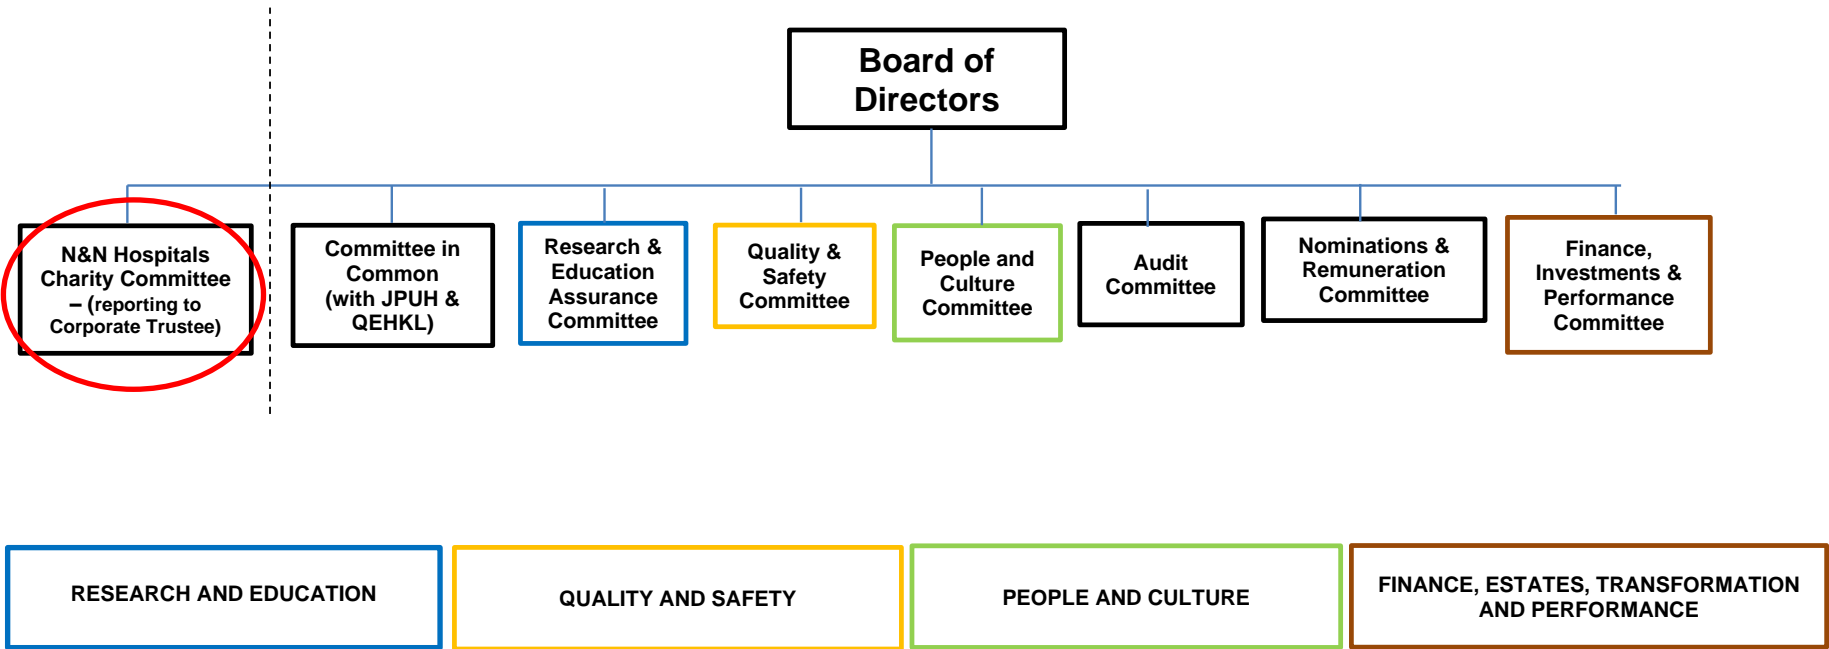 Board of
Directors
N&N Hospitals
Charity Committee
– (reporting to
Corporate Trustee)
Committee in
Common
(with JPUH &
QEHKL)
Research &
Education
Assurance
Committee
Quality &
Safety
Committee
People and
Culture
Committee
Audit
Committee
Nominations &
Remuneration
Committee
Finance,
Investments &
Performance
Committee
RESEARCH AND EDUCATION
QUALITY AND SAFETY
PEOPLE AND CULTURE
FINANCE, ESTATES, TRANSFORMATION
AND PERFORMANCE